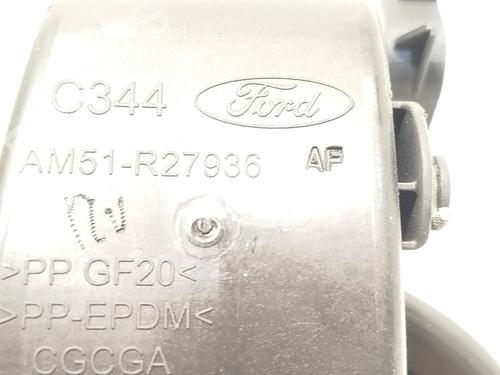 C344 Ford
AM51-R27936 AF
>PP GF20<
>PP-EPDM<
CGCGA